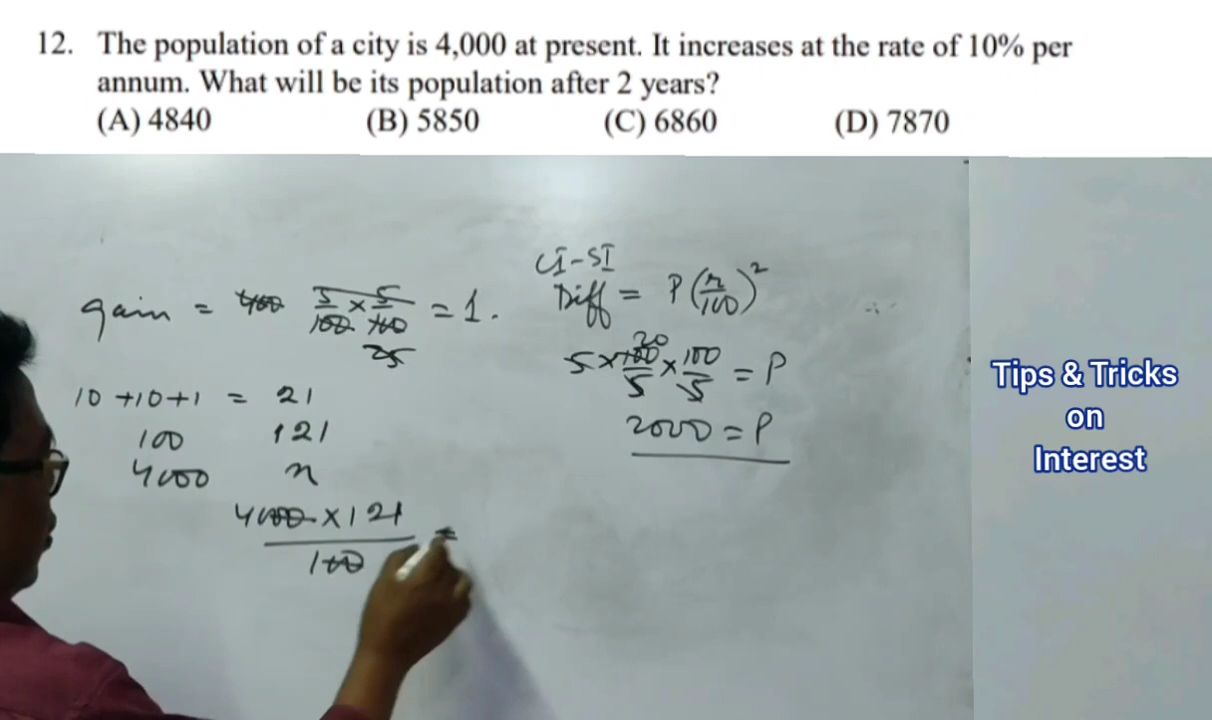 12. The population of a city is 4,000 at present. It increases at the rate of 10% per
annum. What will be its population after 2 years?
(A) 4840 (B) 5850 (C) 6860 (D) 7870
CI-SI
gain = 400 5/100 × 5/100 = 1.
25
Diff = P(r/100)²
5×100/5 × 100/5 = P
20
2000 = P
10 +10+1 = 21
100 121
4000 n
4000 × 121 / 100 =
Tips & Tricks
on
Interest